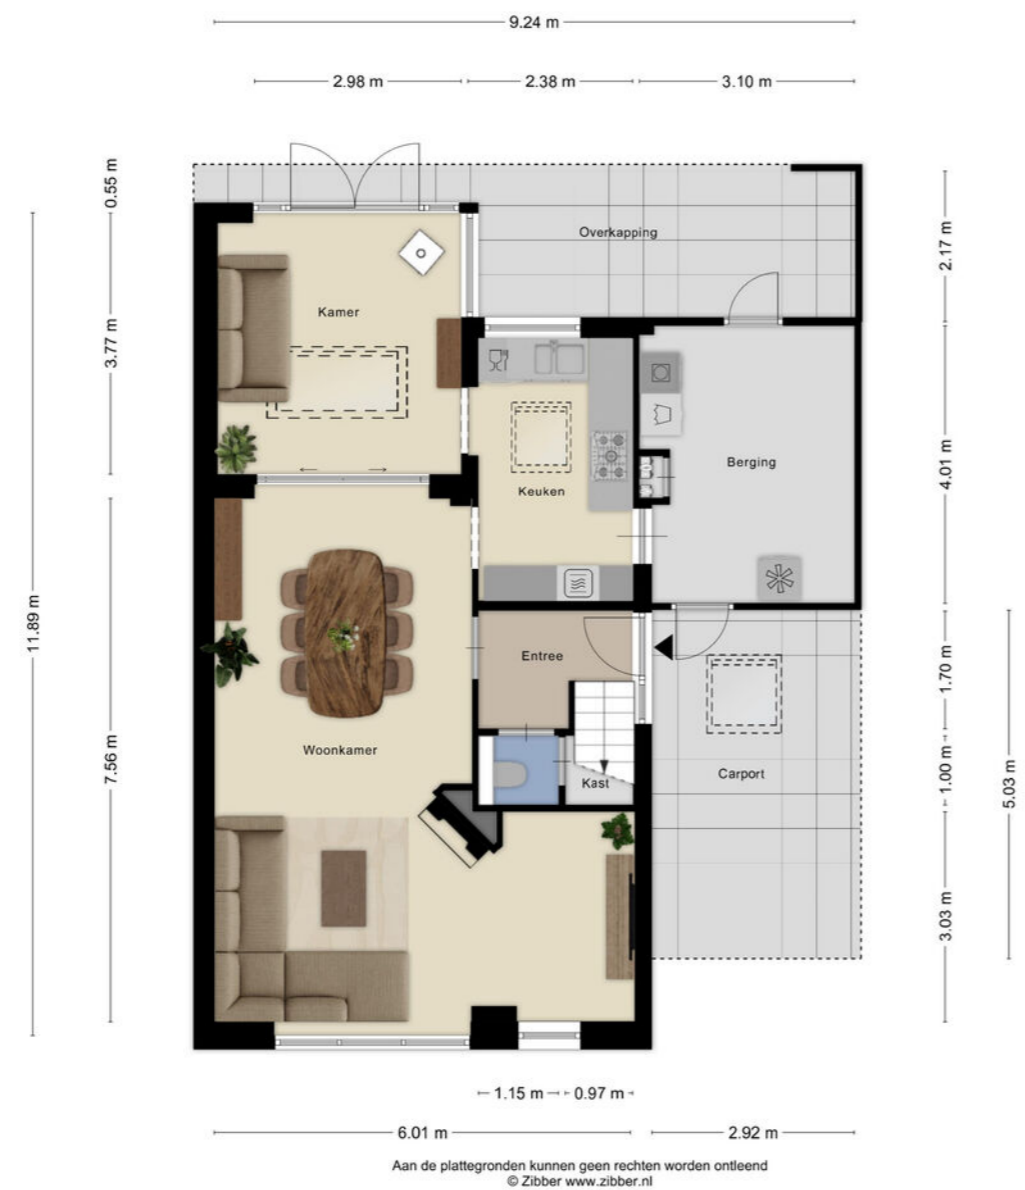 9.24 m
2.98 m
2.38 m
3.10 m
0.55 m
Overkapping
2.17 m
Kamer
3.77 m
Berging
4.01 m
Keuken
11.89 m
Entree
1.70 m
Woonkamer
7.56 m
Kast
Carport
1.00 m
5.03 m
3.03 m
1.15 m
0.97 m
6.01 m
2.92 m
Aan de plattegronden kunnen geen rechten worden ontleend
© Zibber www.zibber.nl